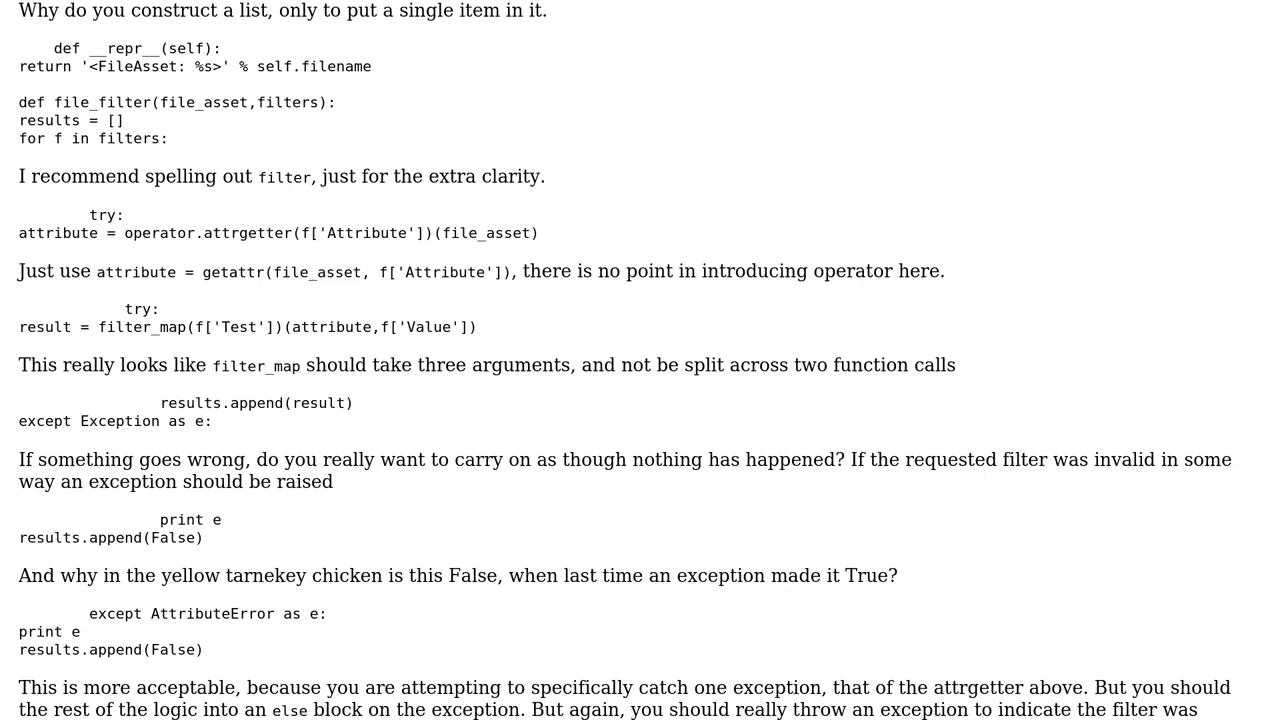 Why do you construct a list, only to put a single item in it.
def __repr__(self):
return '<FileAsset: %s>' % self.filename
def file_filter(file_asset,filters):
results = []
for f in filters:
I recommend spelling out filter, just for the extra clarity.
try:
attribute = operator.attrgetter(f['Attribute'])(file_asset)
Just use attribute = getattr(file_asset, f['Attribute']), there is no point in introducing operator here.
try:
result = filter_map(f['Test'])(attribute,f['Value'])
This really looks like filter_map should take three arguments, and not be split across two function calls
results.append(result)
except Exception as e:
If something goes wrong, do you really want to carry on as though nothing has happened? If the requested filter was invalid in some
way an exception should be raised
print e
results.append(False)
And why in the yellow tarnekey chicken is this False, when last time an exception made it True?
except AttributeError as e:
print e
results.append(False)
This is more acceptable, because you are attempting to specifically catch one exception, that of the attrgetter above. But you should
the rest of the logic into an else block on the exception. But again, you should really throw an exception to indicate the filter was